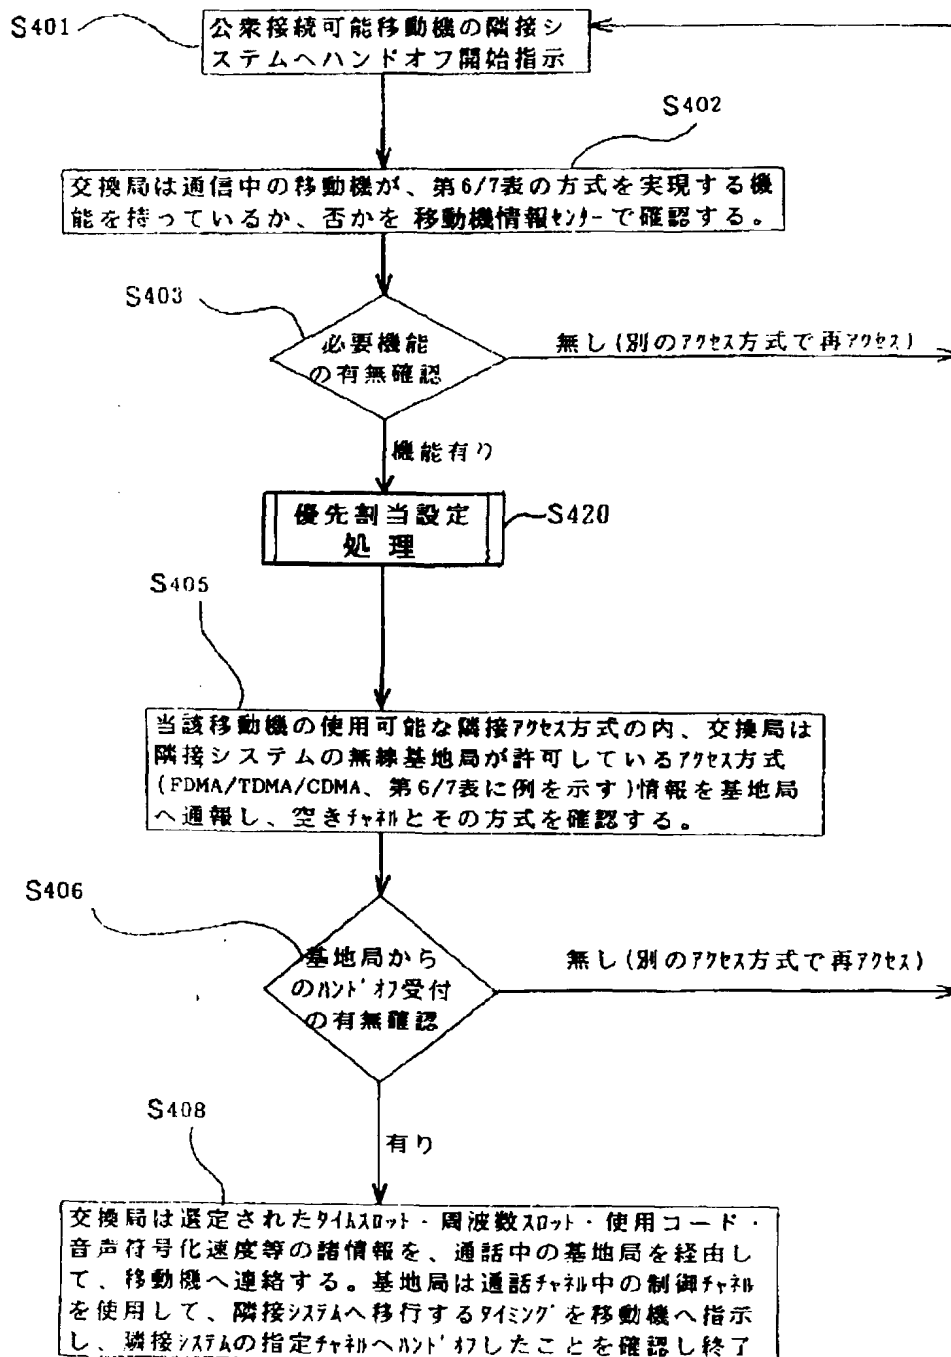 S401
公衆接続可能移動機の隣接シ
ステムへハンドオフ開始指示
S402
交換局は通信中の移動機が、第6/7表の方式を実現する機
能を持っているか、否かを 移動機情報ｾﾝﾀｰで確認する。
S403
必要機能
の有無確認
無し(別のｱｸｾｽ方式で再ｱｸｾｽ)
機能有り
優先割当設定
処 理
S420
S405
当該移動機の使用可能な隣接ｱｸｾｽ方式の内、交換局は
隣接システムの無線基地局が許可しているｱｸｾｽ方式
(FDMA/TDMA/CDMA、第6/7表に例を示す)情報を基地局
へ通報し、空きﾁｬﾈﾙとその方式を確認する。
S406
基地局から
のﾊﾝﾄﾞｵﾌ受付
の有無確認
無し(別のｱｸｾｽ方式で再ｱｸｾｽ)
S408
有り
交換局は選定されたﾀｲﾑｽﾛｯﾄ・周波数ｽﾛｯﾄ・使用コード・
音声符号化速度等の諸情報を、通話中の基地局を経由し
て、移動機へ連絡する。基地局は通話ﾁｬﾈﾙ中の制御ﾁｬﾈﾙ
を使用して、隣接システムへ移行するﾀｲﾐﾝｸﾞを移動機へ指示
し、隣接ｼｽﾃﾑの指定ﾁｬﾈﾙへﾊﾝﾄﾞｵﾌしたことを確認し終了